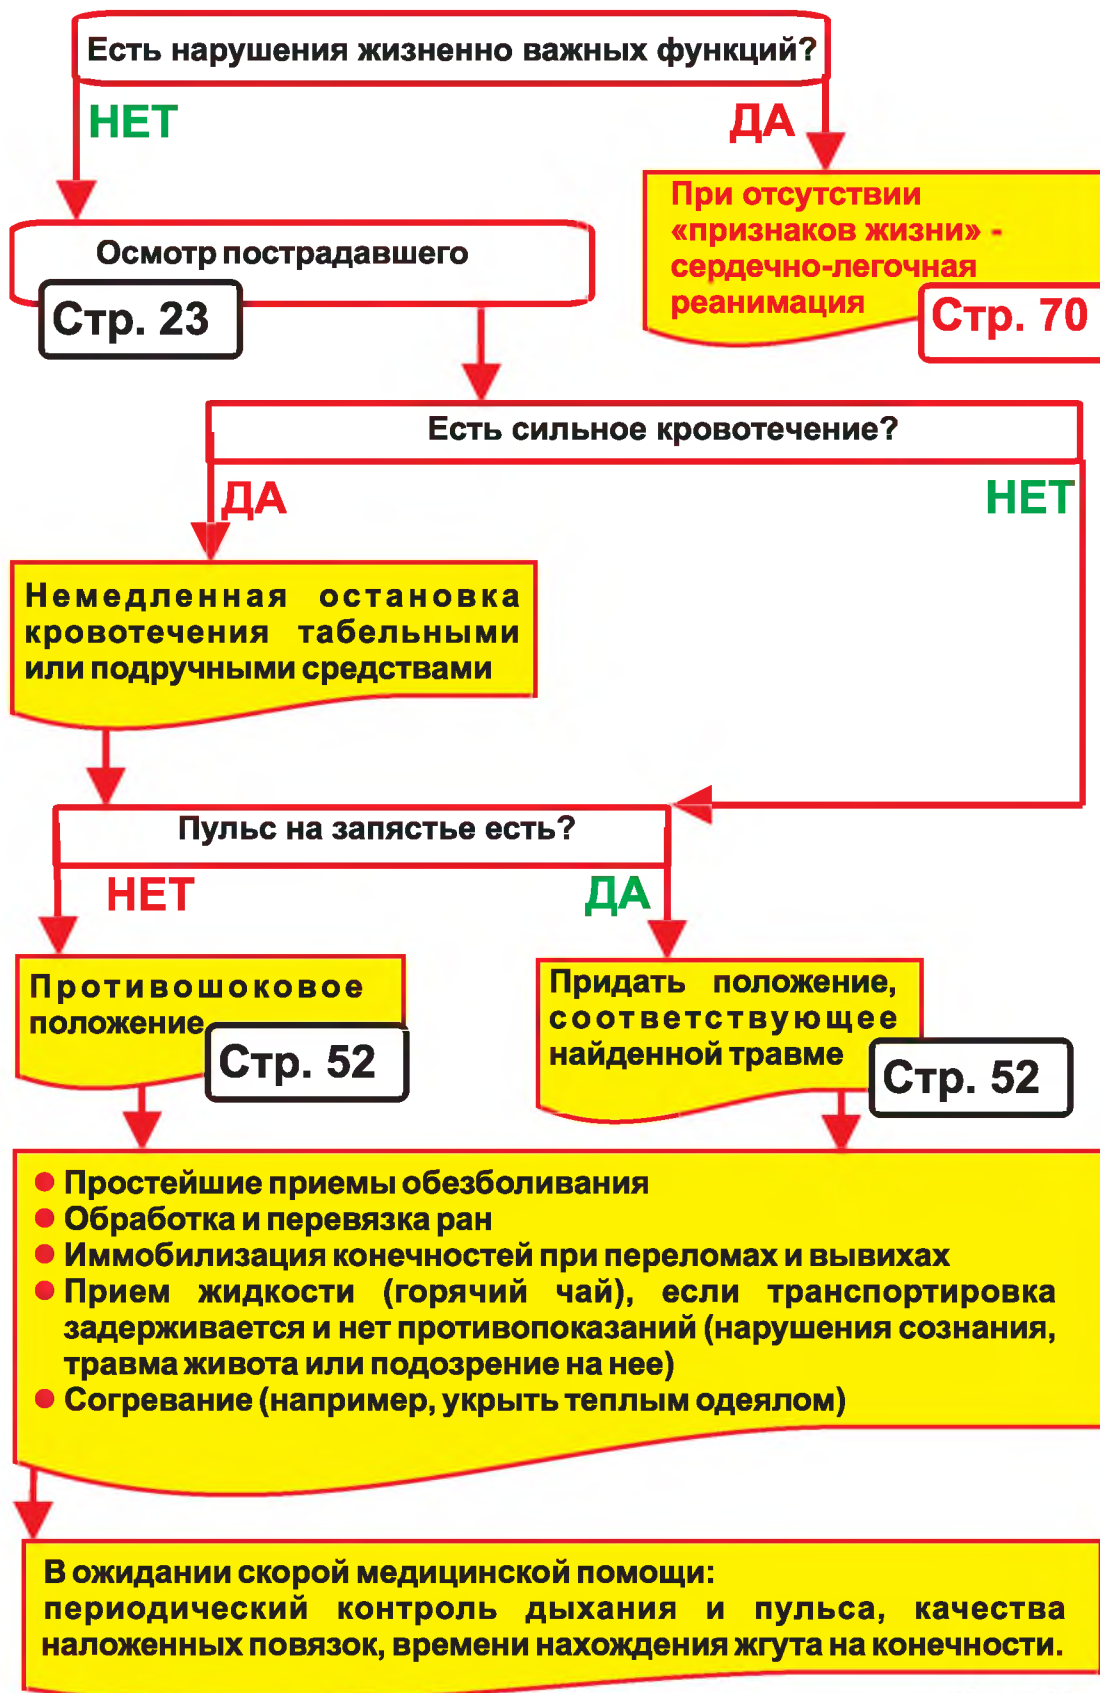 Есть нарушения жизненно важных функций?
НЕТ
ДА
При отсутствии
«признаков жизни» -
сердечно-легочная
реанимация
Стр. 70
Осмотр пострадавшего
Стр. 23
Есть сильное кровотечение?
ДА
НЕТ
Немедленная остановка
кровотечения табельными
или подручными средствами
Пульс на запястье есть?
НЕТ
ДА
Противошоковое
положение
Стр. 52
Придать положение,
соответствующее
найденной травме
Стр. 52
Простейшие приемы обезболивания
Обработка и перевязка ран
Иммобилизация конечностей при переломах и вывихах
Прием жидкости (горячий чай), если транспортировка
задерживается и нет противопоказаний (нарушения сознания,
травма живота или подозрение на нее)
Согревание (например, укрыть теплым одеялом)
В ожидании скорой медицинской помощи:
периодический контроль дыхания и пульса, качества
наложенных повязок, времени нахождения жгута на конечности.